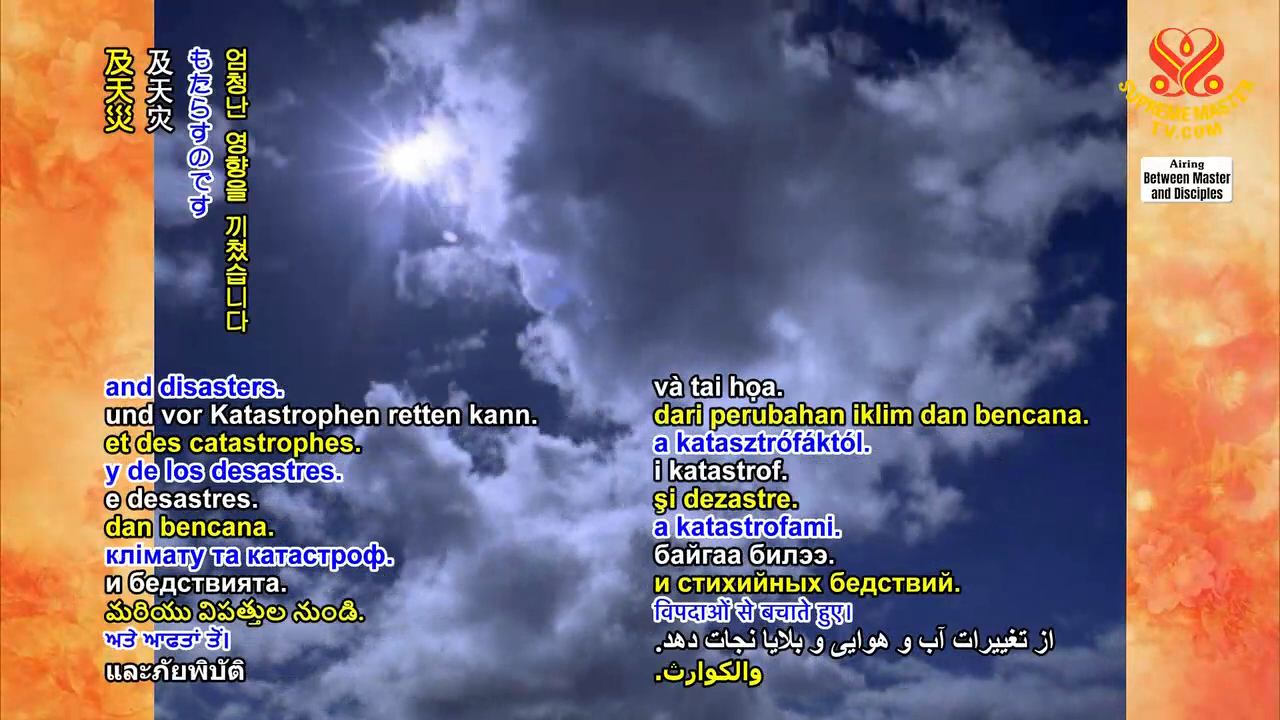 及天災
及天灾
もたらすのです
엄청난 영향을 끼쳤습니다
SUPREME MASTER
TV.COM
Airing
Between Master
and Disciples
and disasters.
und vor Katastrophen retten kann.
et des catastrophes.
y de los desastres.
e desastres.
dan bencana.
клімату та катастроф.
и бедствията.
మరియు విపత్తుల నుండి.
ਅਤੇ ਆਫਤਾਂ ਤੋਂ।
และภัยพิบัติ
và tai họa.
dari perubahan iklim dan bencana.
a katasztrófáktól.
i katastrof.
şi dezastre.
a katastrofami.
байгаа билээ.
и стихийных бедствий.
विपदाओं से बचाते हुए।
از تغییرات آب و هوایی و بلایا نجات دهد.
والكوارث.